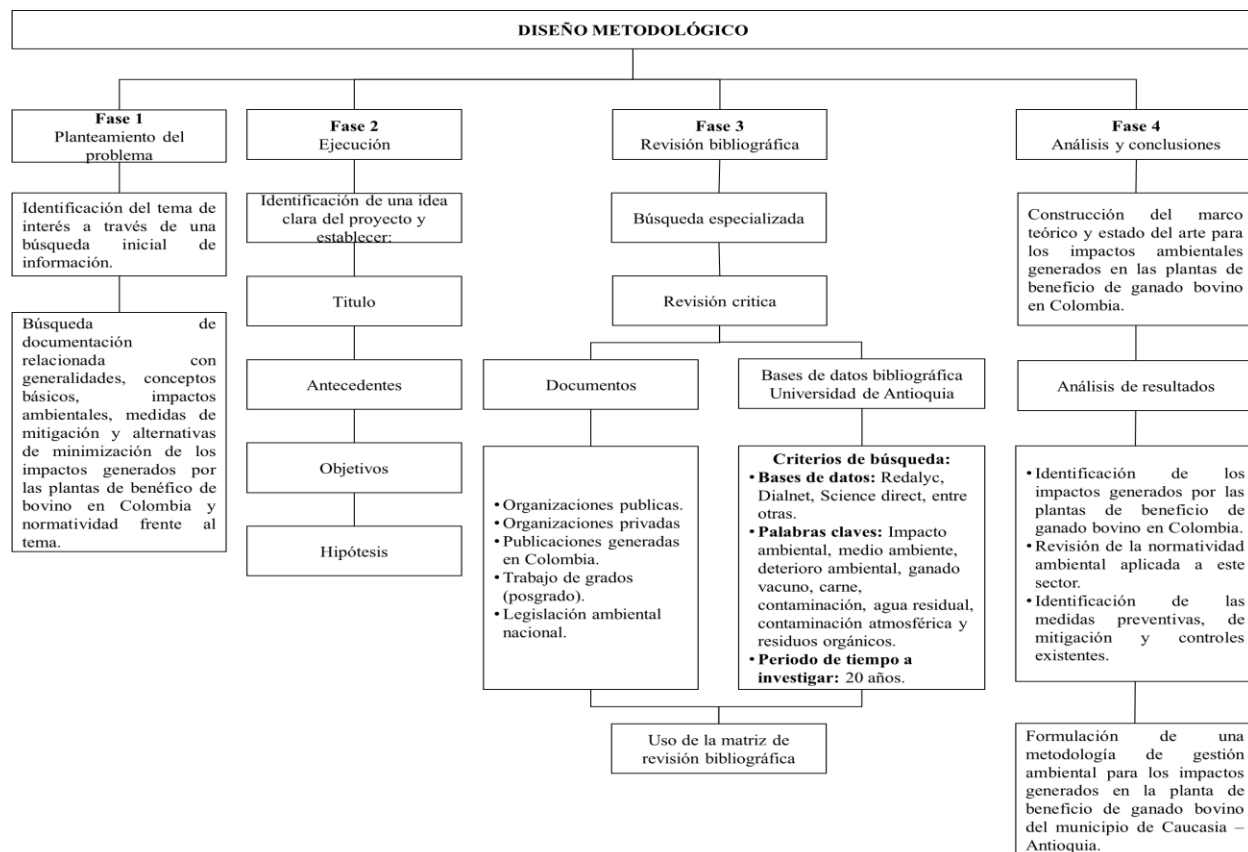 DISEÑO METODOLÓGICO
Fase 1
Planteamiento del
problema
Identificación del tema de
interés a través de una
búsqueda inicial de
información.
Búsqueda de
documentación
relacionada con
generalidades, conceptos
básicos, impactos
ambientales, medidas de
mitigación y alternativas
de minimización de los
impactos generados por
las plantas de benéfico de
bovino en Colombia y
normatividad frente al
tema.
Fase 2
Ejecución
Identificación de una idea
clara del proyecto y
establecer:
Titulo
Antecedentes
Objetivos
Hipótesis
Fase 3
Revisión bibliográfica
Búsqueda especializada
Revisión critica
Documentos
• Organizaciones publicas.
• Organizaciones privadas
• Publicaciones generadas
en Colombia.
• Trabajo de grados
(posgrado).
• Legislación ambiental
nacional.
Bases de datos bibliográfica
Universidad de Antioquia
Criterios de búsqueda:
• Bases de datos: Redalyc,
Dialnet, Science direct, entre
otras.
• Palabras claves: Impacto
ambiental, medio ambiente,
deterioro ambiental, ganado
vacuno, carne,
contaminación, agua residual,
contaminación atmosférica y
residuos orgánicos.
• Periodo de tiempo a
investigar: 20 años.
Uso de la matriz de
revisión bibliográfica
Fase 4
Análisis y conclusiones
Construcción del marco
teórico y estado del arte para
los impactos ambientales
generados en las plantas de
beneficio de ganado bovino
en Colombia.
Análisis de resultados
• Identificación de los
impactos generados por las
plantas de beneficio de
ganado bovino en Colombia.
• Revisión de la normatividad
ambiental aplicada a este
sector.
• Identificación de las
medidas preventivas, de
mitigación y controles
existentes.
Formulación de una
metodología de gestión
ambiental para los impactos
generados en la planta de
beneficio de ganado bovino
del municipio de Caucasia –
Antioquia.